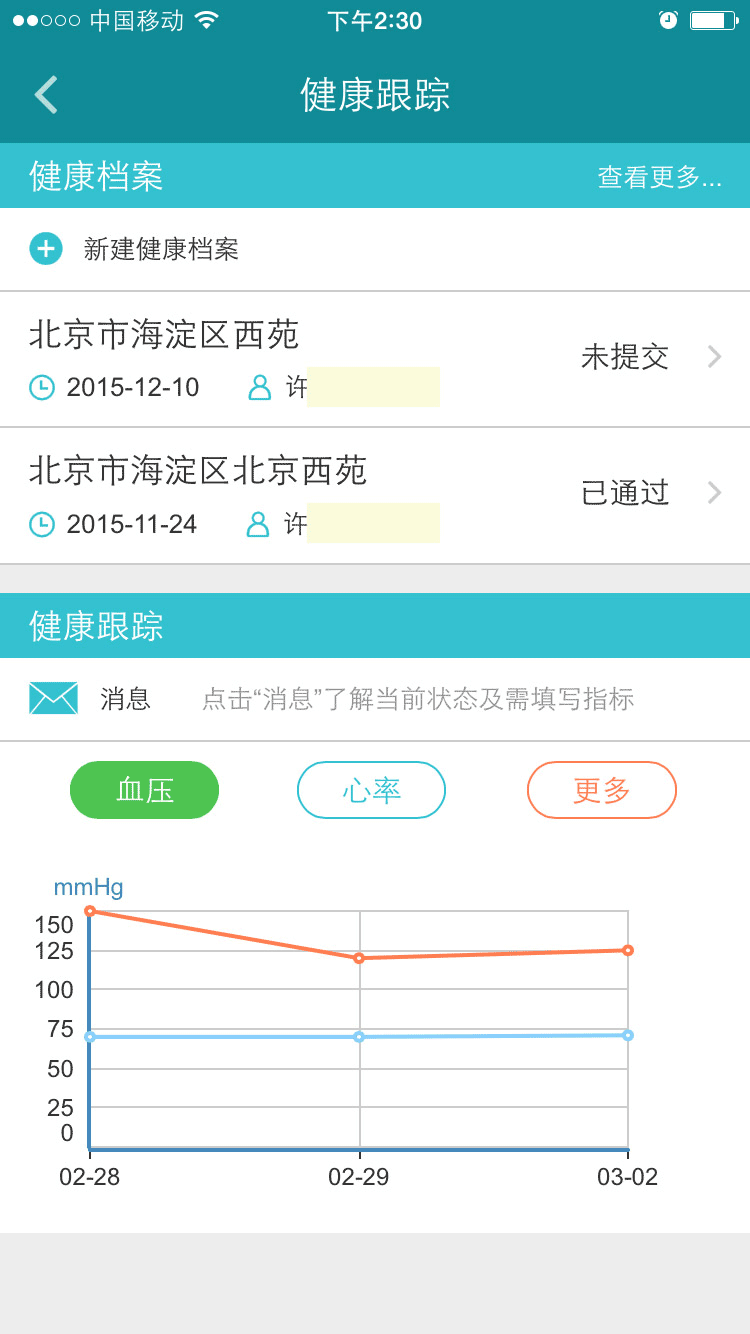 中国移动 下午2:30
健康跟踪
健康档案 查看更多...
新建健康档案
北京市海淀区西苑
未提交
2015-12-10 许
北京市海淀区北京西苑
已通过
2015-11-24 许
健康跟踪
消息 点击“消息”了解当前状态及需填写指标
血压 心率 更多
mmHg
150
125
100
75
50
25
0
02-28 02-29 03-02